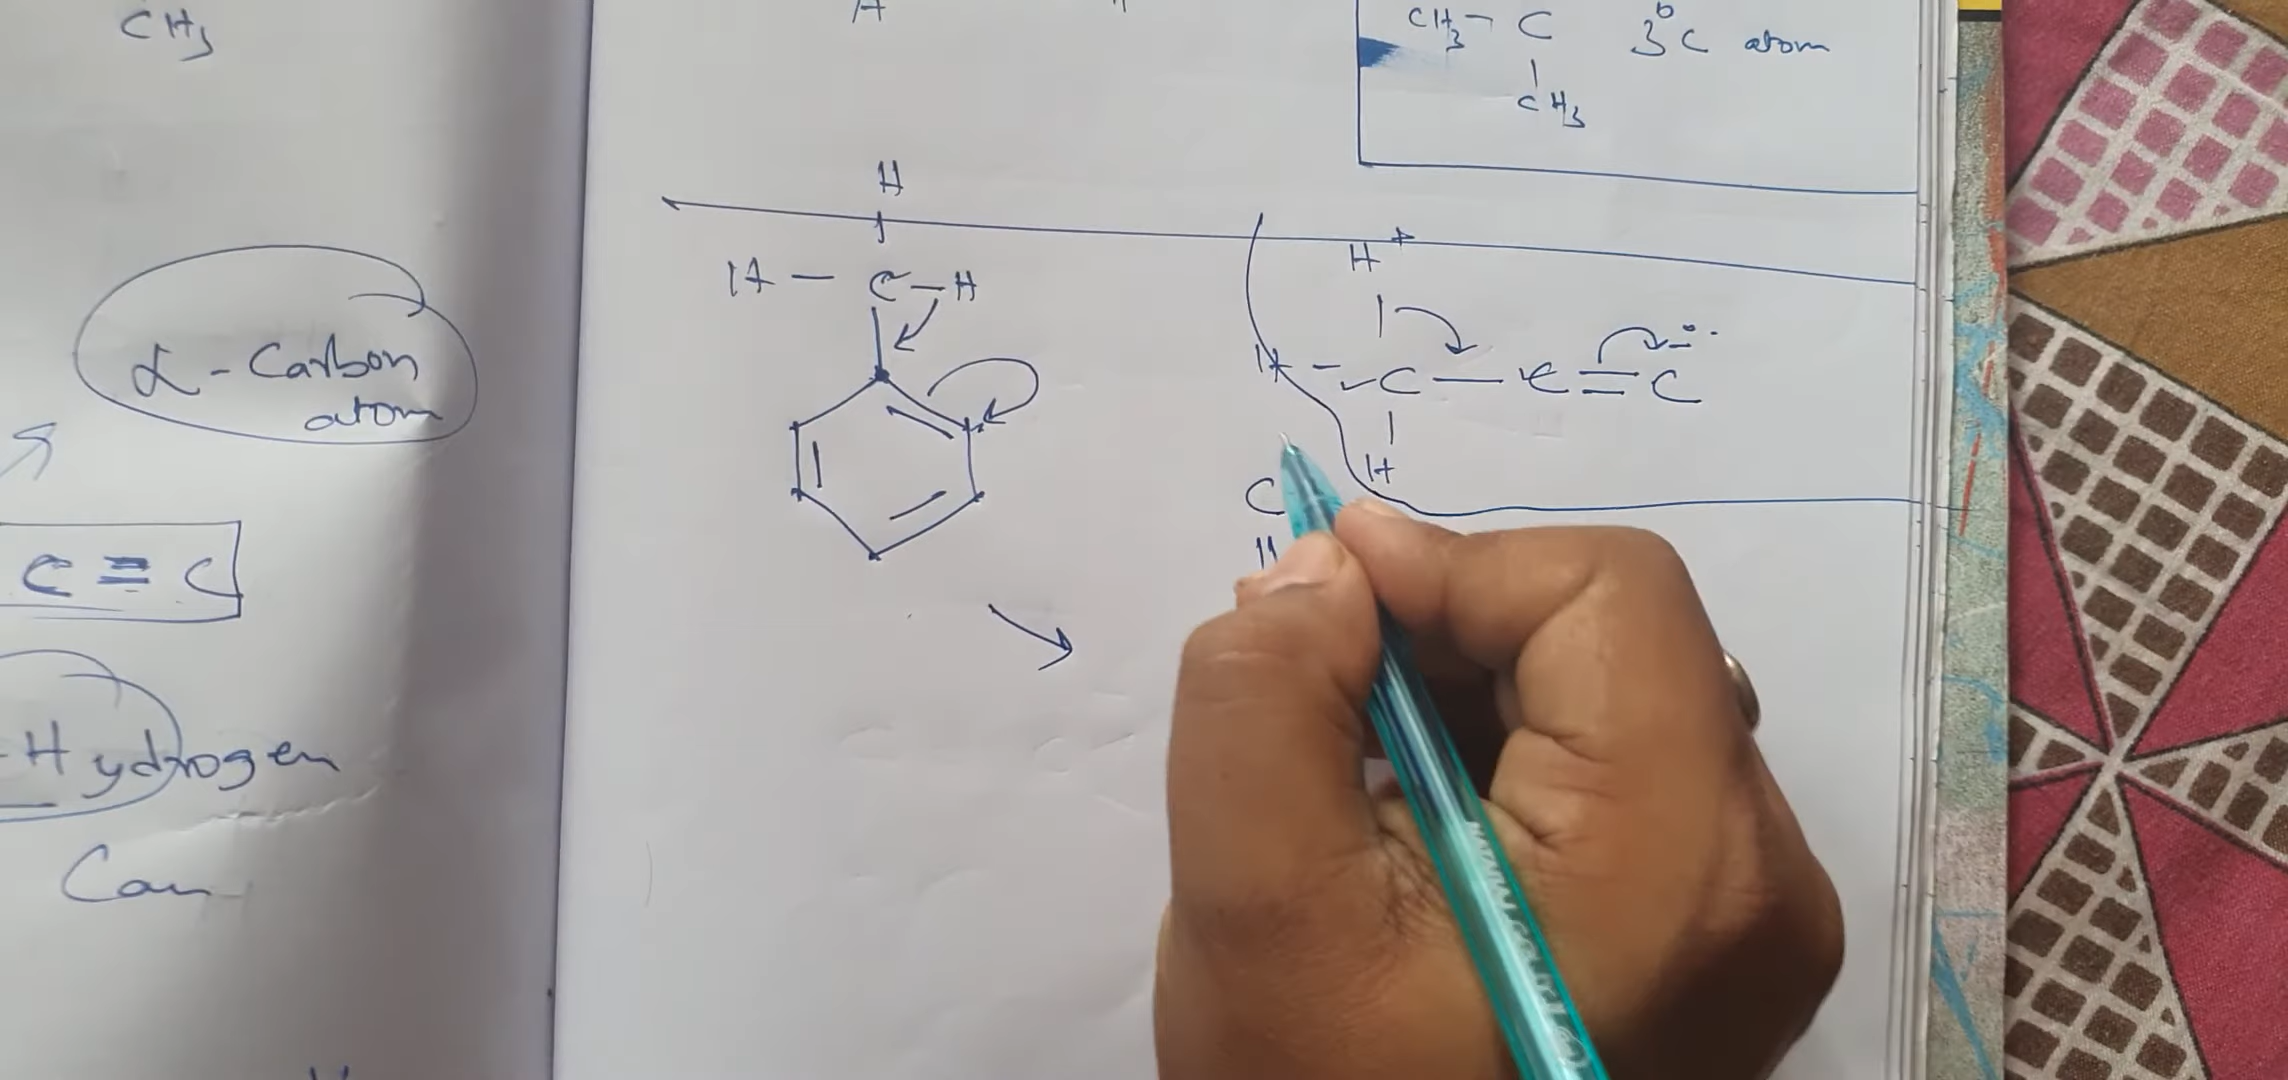 CH3
α-Carbon
atom
C≡C
-Hydrogen
Can
CH3- C 3° C atom
CH3
H
H - C - H
H
H - C - C = C
H
C